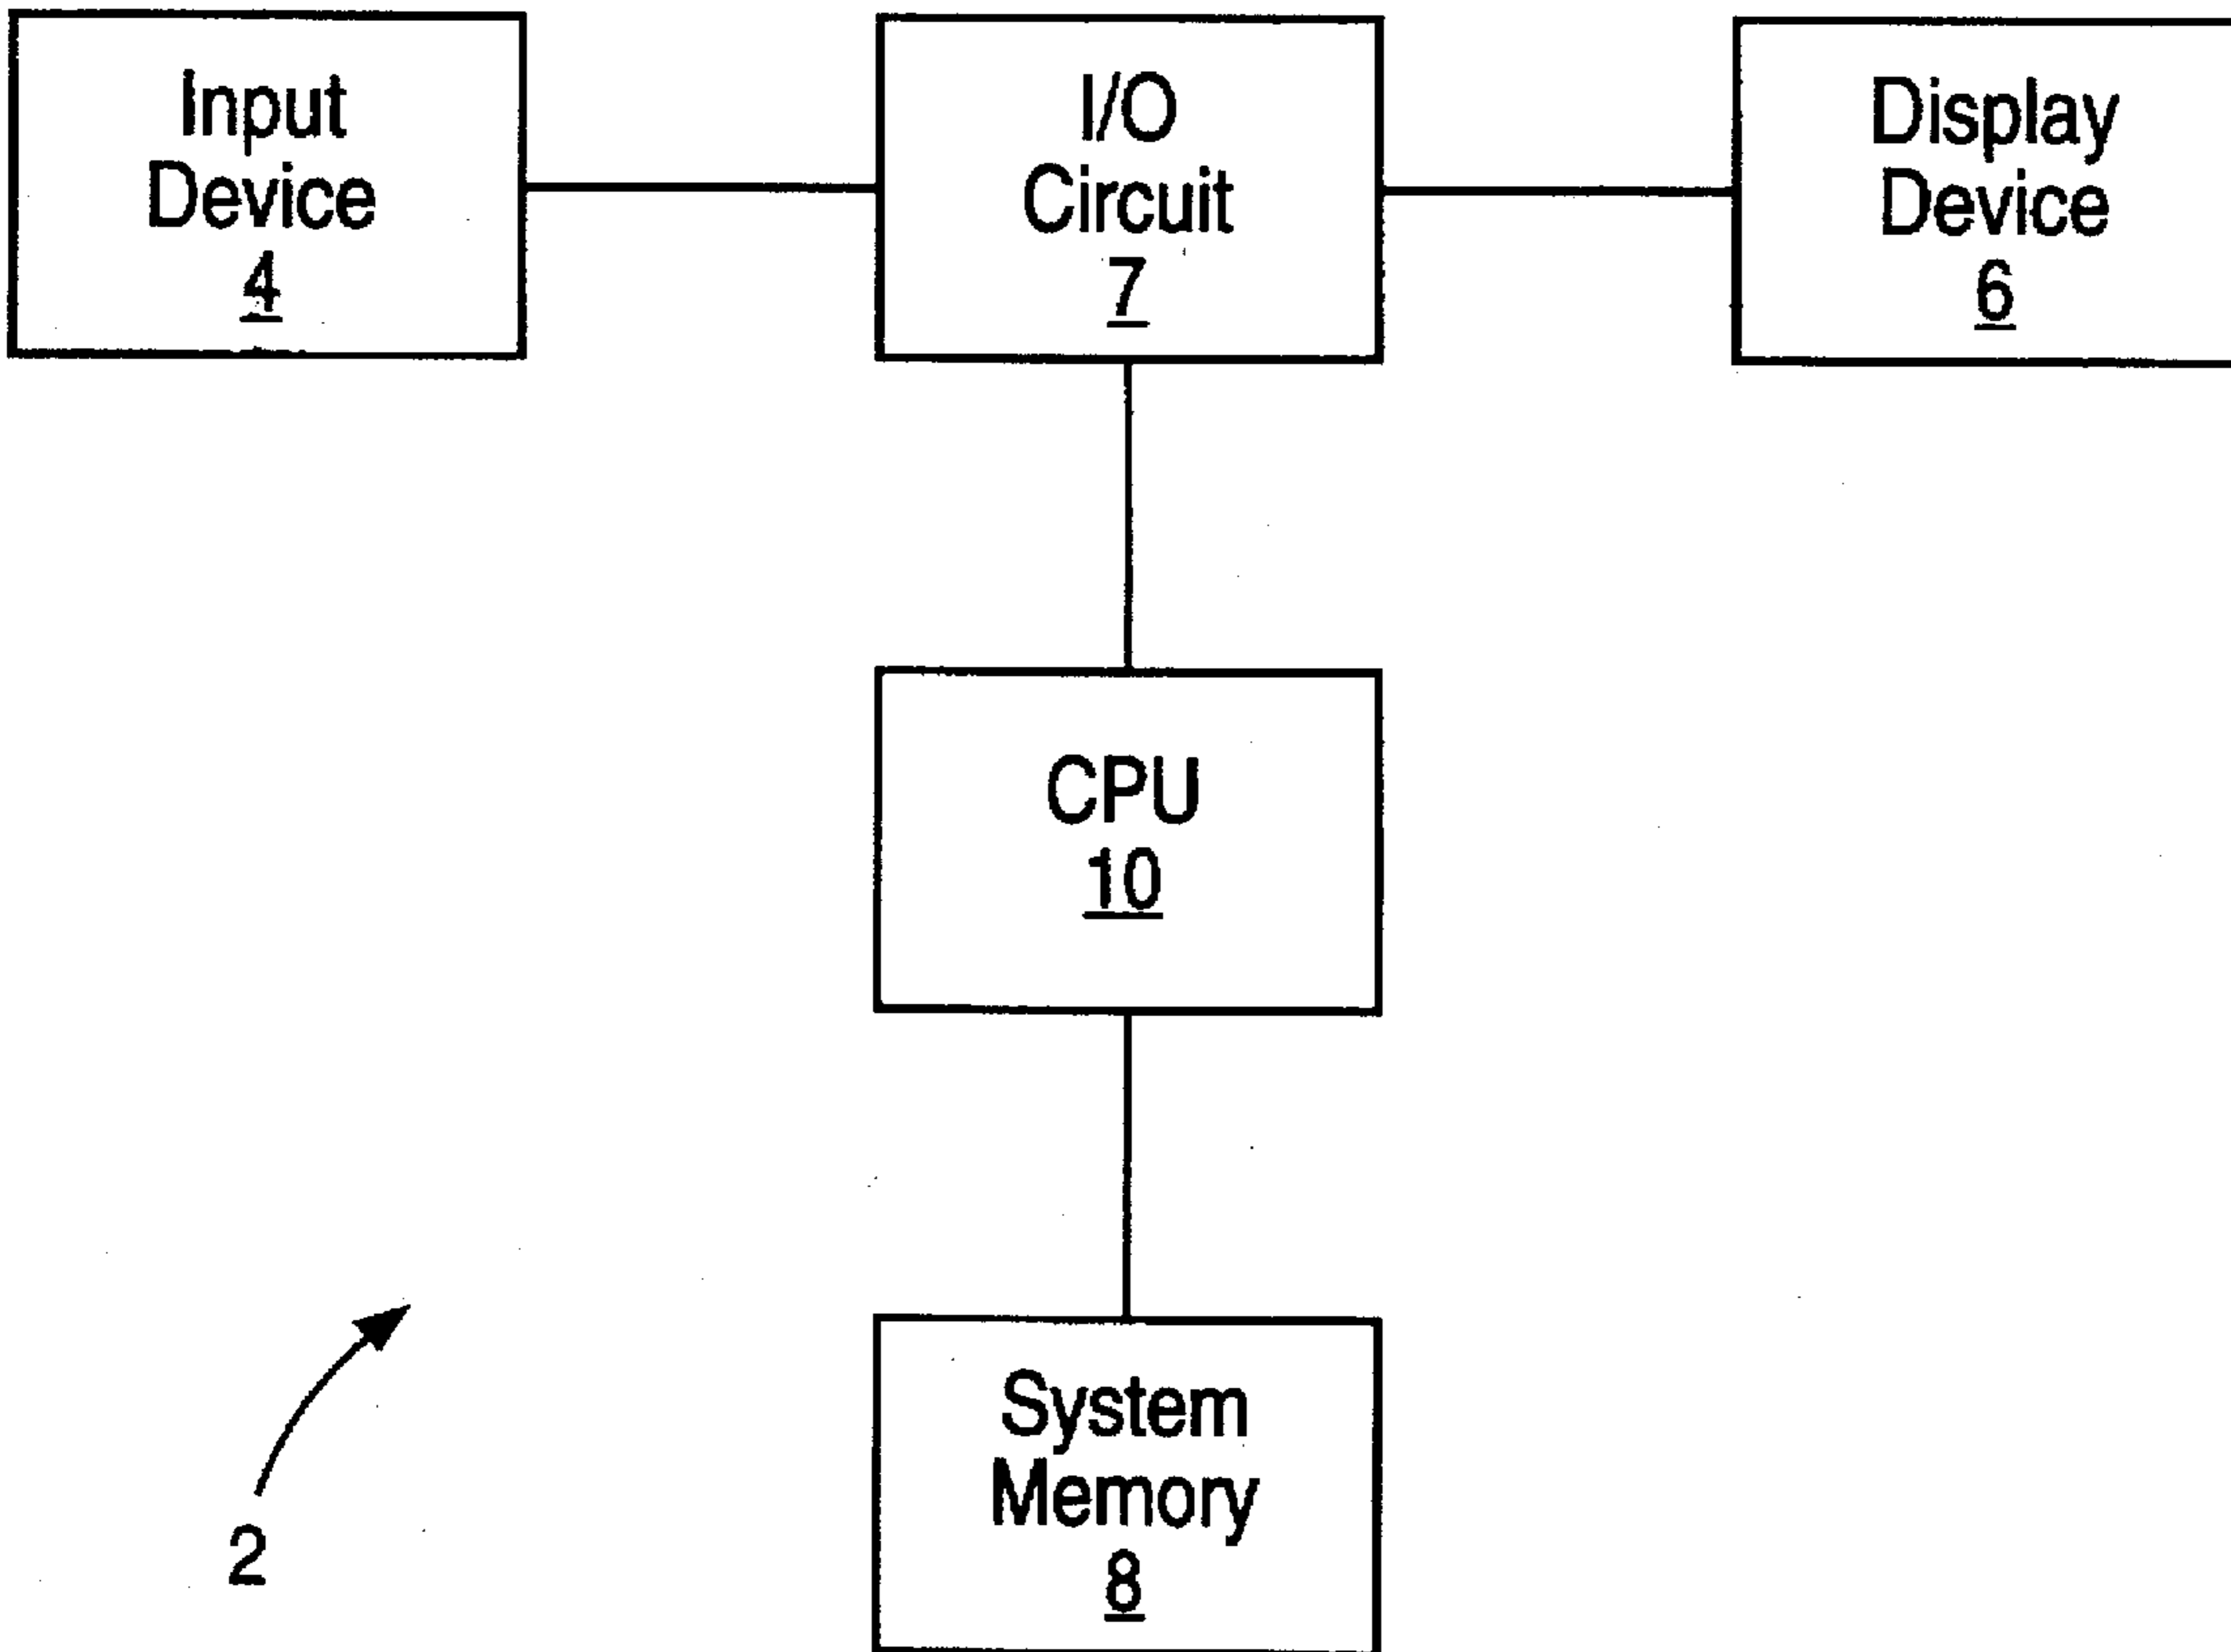 Input
Device
4
I/O
Circuit
7
Display
Device
6
CPU
10
System
Memory
8
2